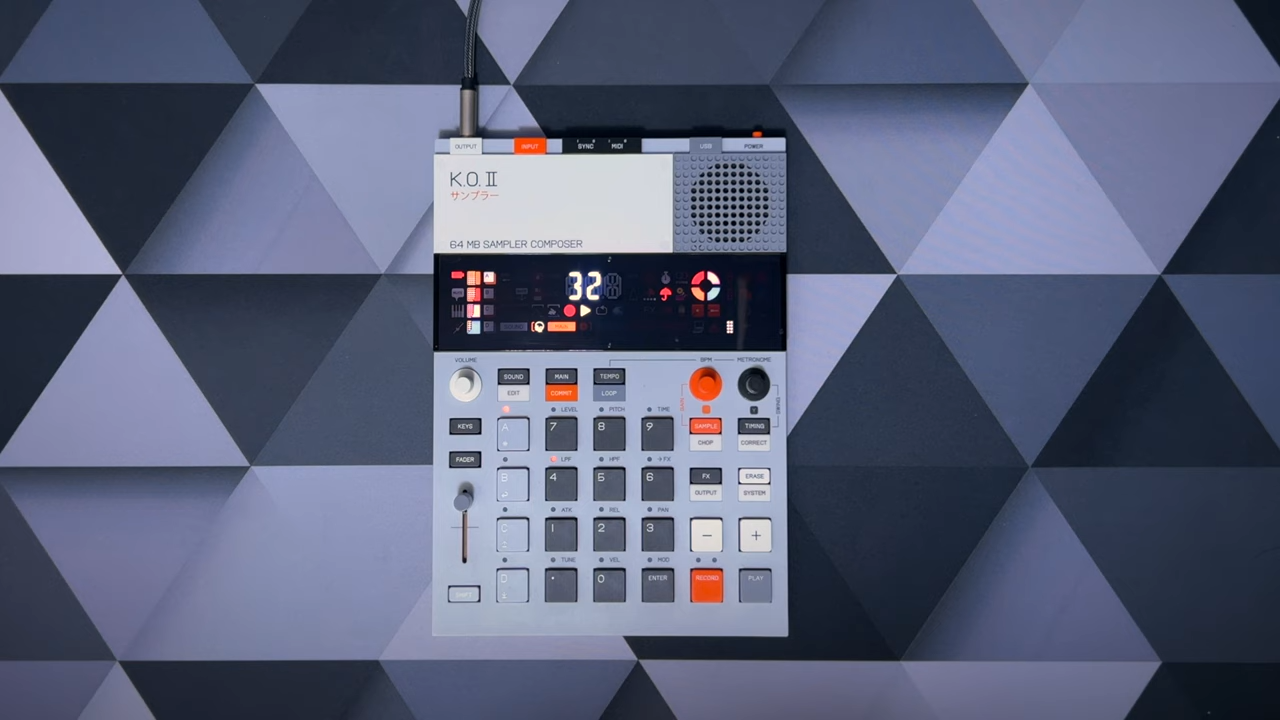 OUTPUT INPUT SYNC MIDI USB POWER
K.O. II
サンプラー
64 MB SAMPLER COMPOSER
32
SOUND MAIN
VOLUME BPM METRONOME
SOUND MAIN TEMPO
EDIT COMMIT LOOP
LEVEL PITCH TIME
KEYS A 7 8 9 SAMPLE TIMING
CHOP CORRECT
FADER LPF HPF FX
B 4 5 6 FX ERASE
OUTPUT SYSTEM
ATK REL PAN
C 1 2 3 − +
TUNE VEL MOD
SHIFT D . 0 ENTER RECORD PLAY